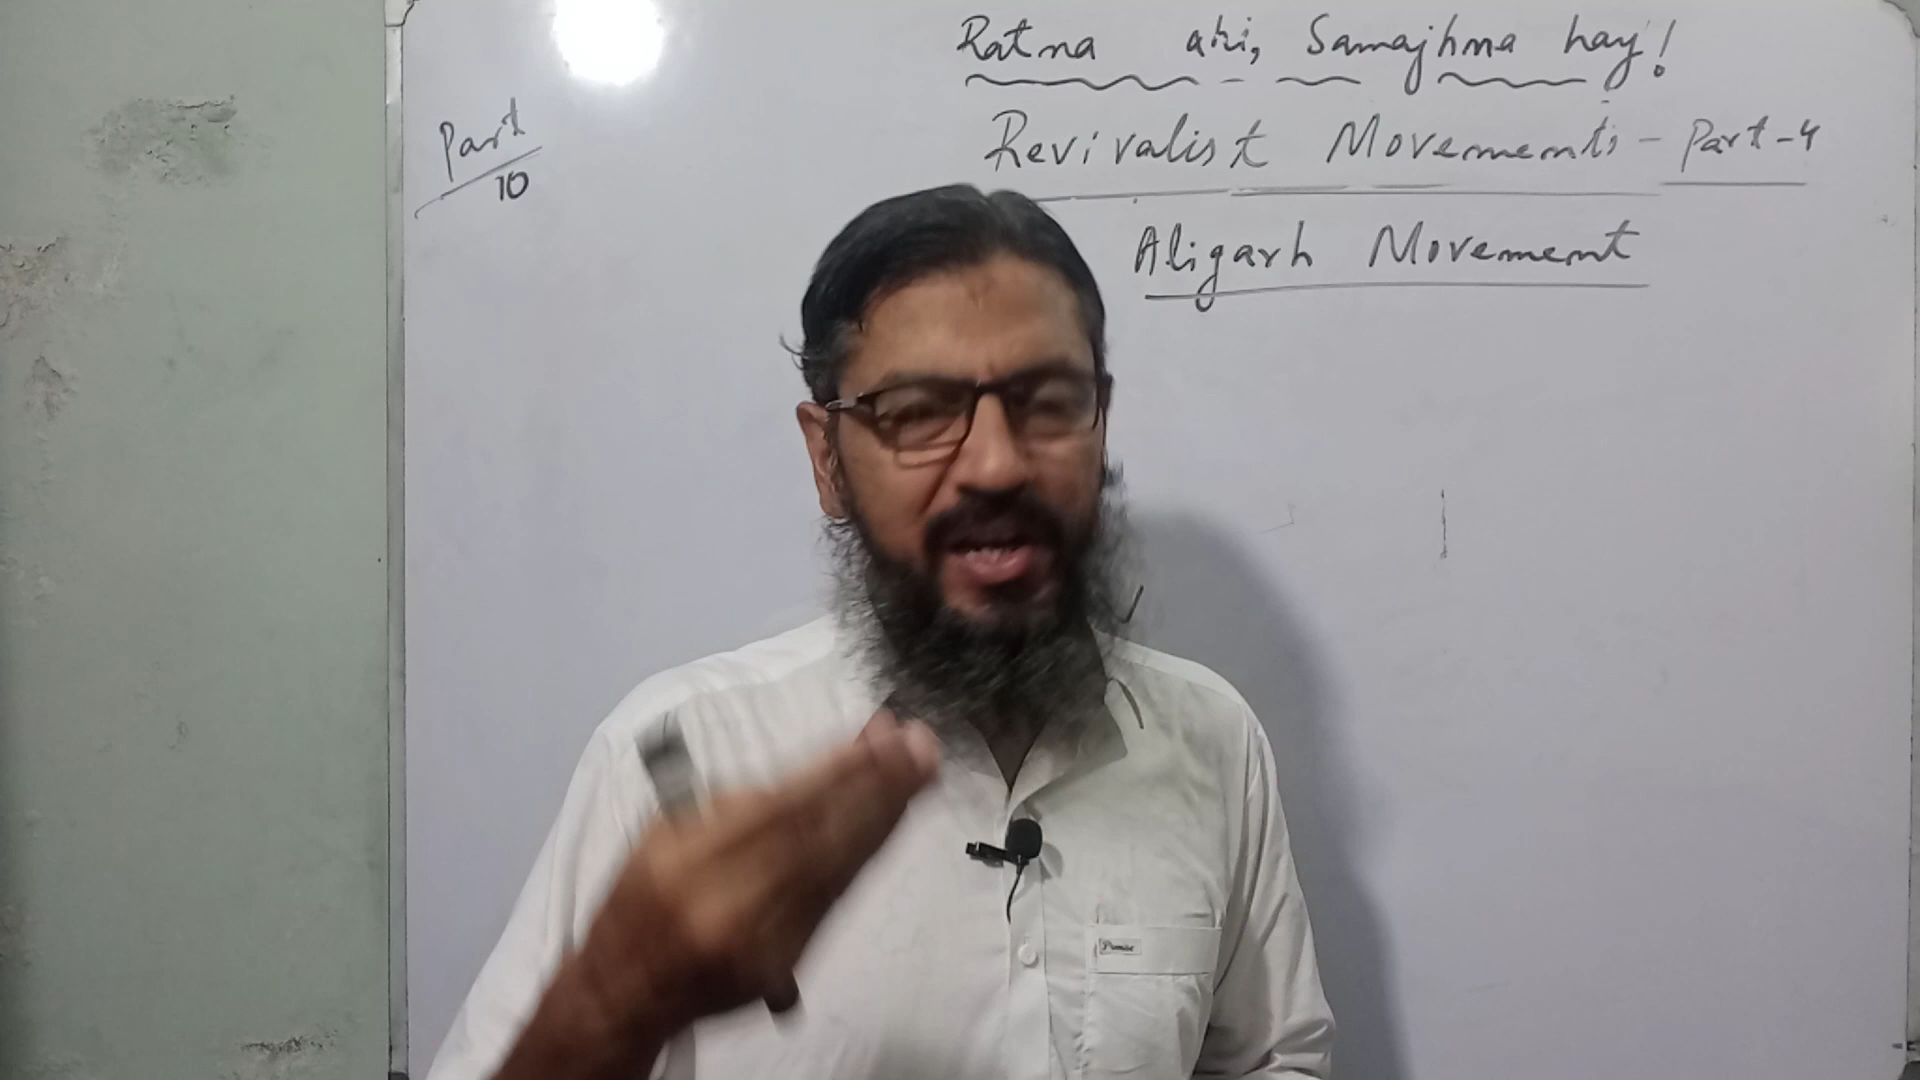 Ratna nahi, Samajhna hay!
Revivalist Movements - Part-4
Aligarh Movement
Part
10